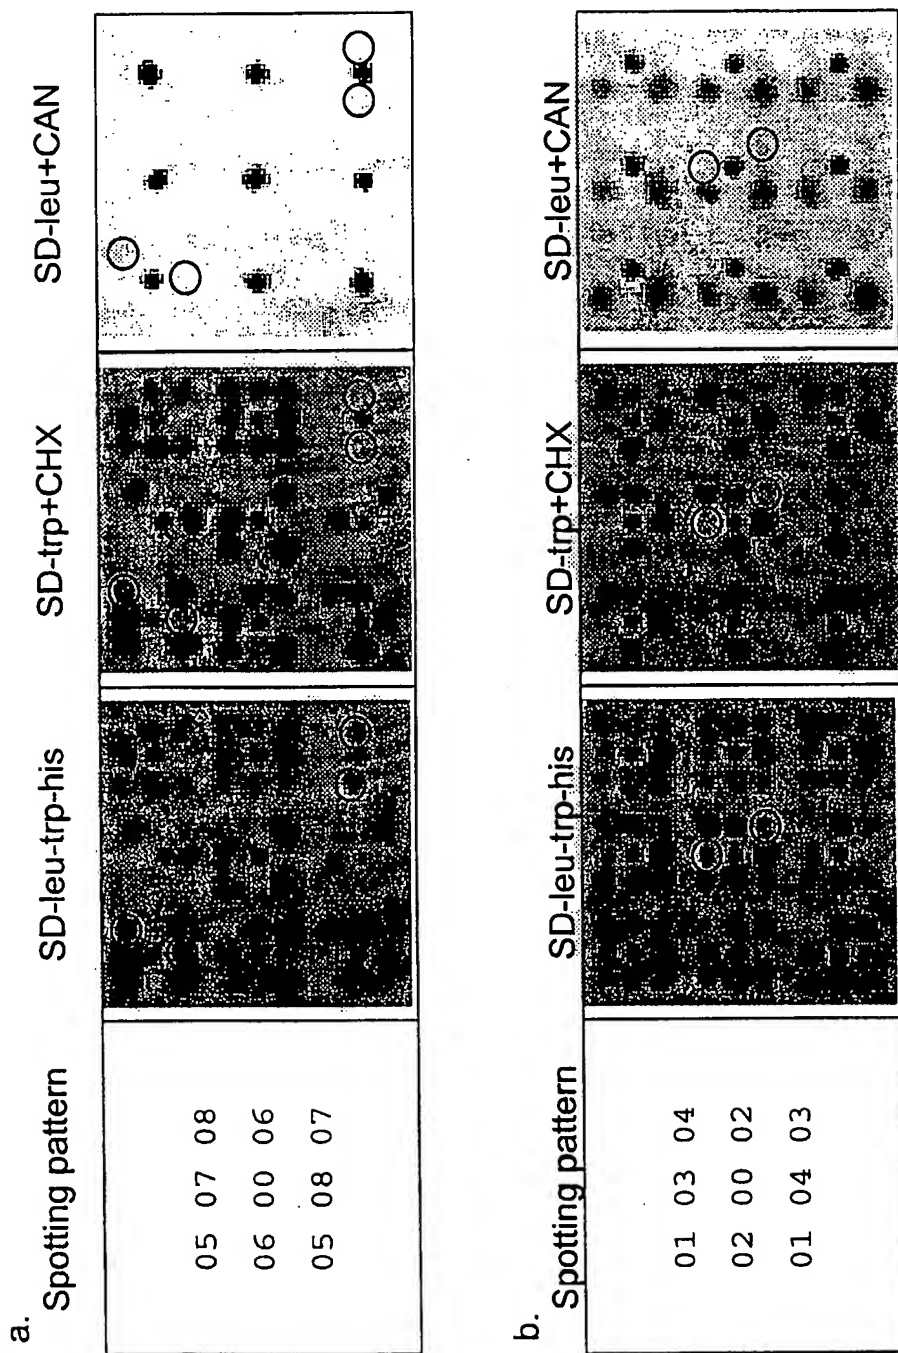 a.
Spotting pattern SD-leu-trp-his SD-trp+CHX SD-leu+CAN
05 07 08
06 00 06
05 08 07
b.
Spotting pattern SD-leu-trp-his SD-trp+CHX SD-leu+CAN
01 03 04
02 00 02
01 04 03